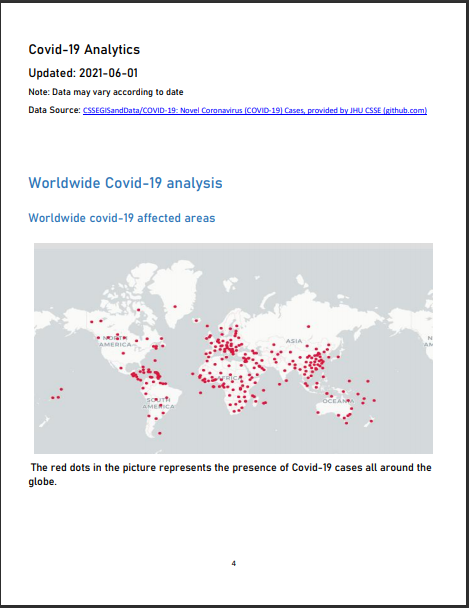 Covid-19 Analytics
Updated: 2021-06-01
Note: Data may vary according to date
Data Source: CSSEGISandData/COVID-19: Novel Coronavirus (COVID-19) Cases, provided by JHU CSSE (github.com)
Worldwide Covid-19 analysis
Worldwide covid-19 affected areas
NORTH
AMERICA
ASIA
N
AM
AFRICA
SOUTH
AMERICA
OCEANIA
The red dots in the picture represents the presence of Covid-19 cases all around the
globe.
4